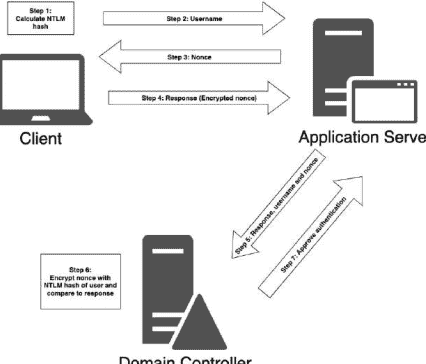 Step 1:
Calculate NTLM
hash
Step 2: Username
Step 3: Nonce
Step 4: Response (Encrypted nonce)
Client
Application Serve
Step 5: Response, username and nonce
Step 7: Approve authentication
Step 6:
Encrypt nonce with
NTLM hash of user and
compare to response
Domain Controller